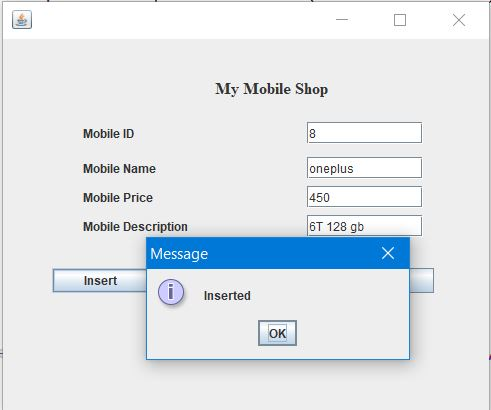 My Mobile Shop
Mobile ID 8
Mobile Name oneplus
Mobile Price 450
Mobile Description 6T 128 gb
Message
Insert
Inserted
OK